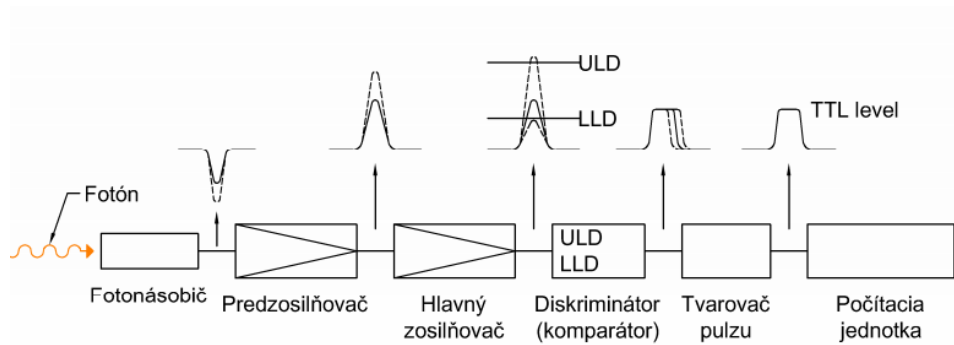 ULD
LLD
TTL level
Fotón
ULD
LLD
Fotonásobič
Predzosilňovač
Hlavný
zosilňovač
Diskriminátor
(komparátor)
Tvarovač
pulzu
Počítacia
jednotka